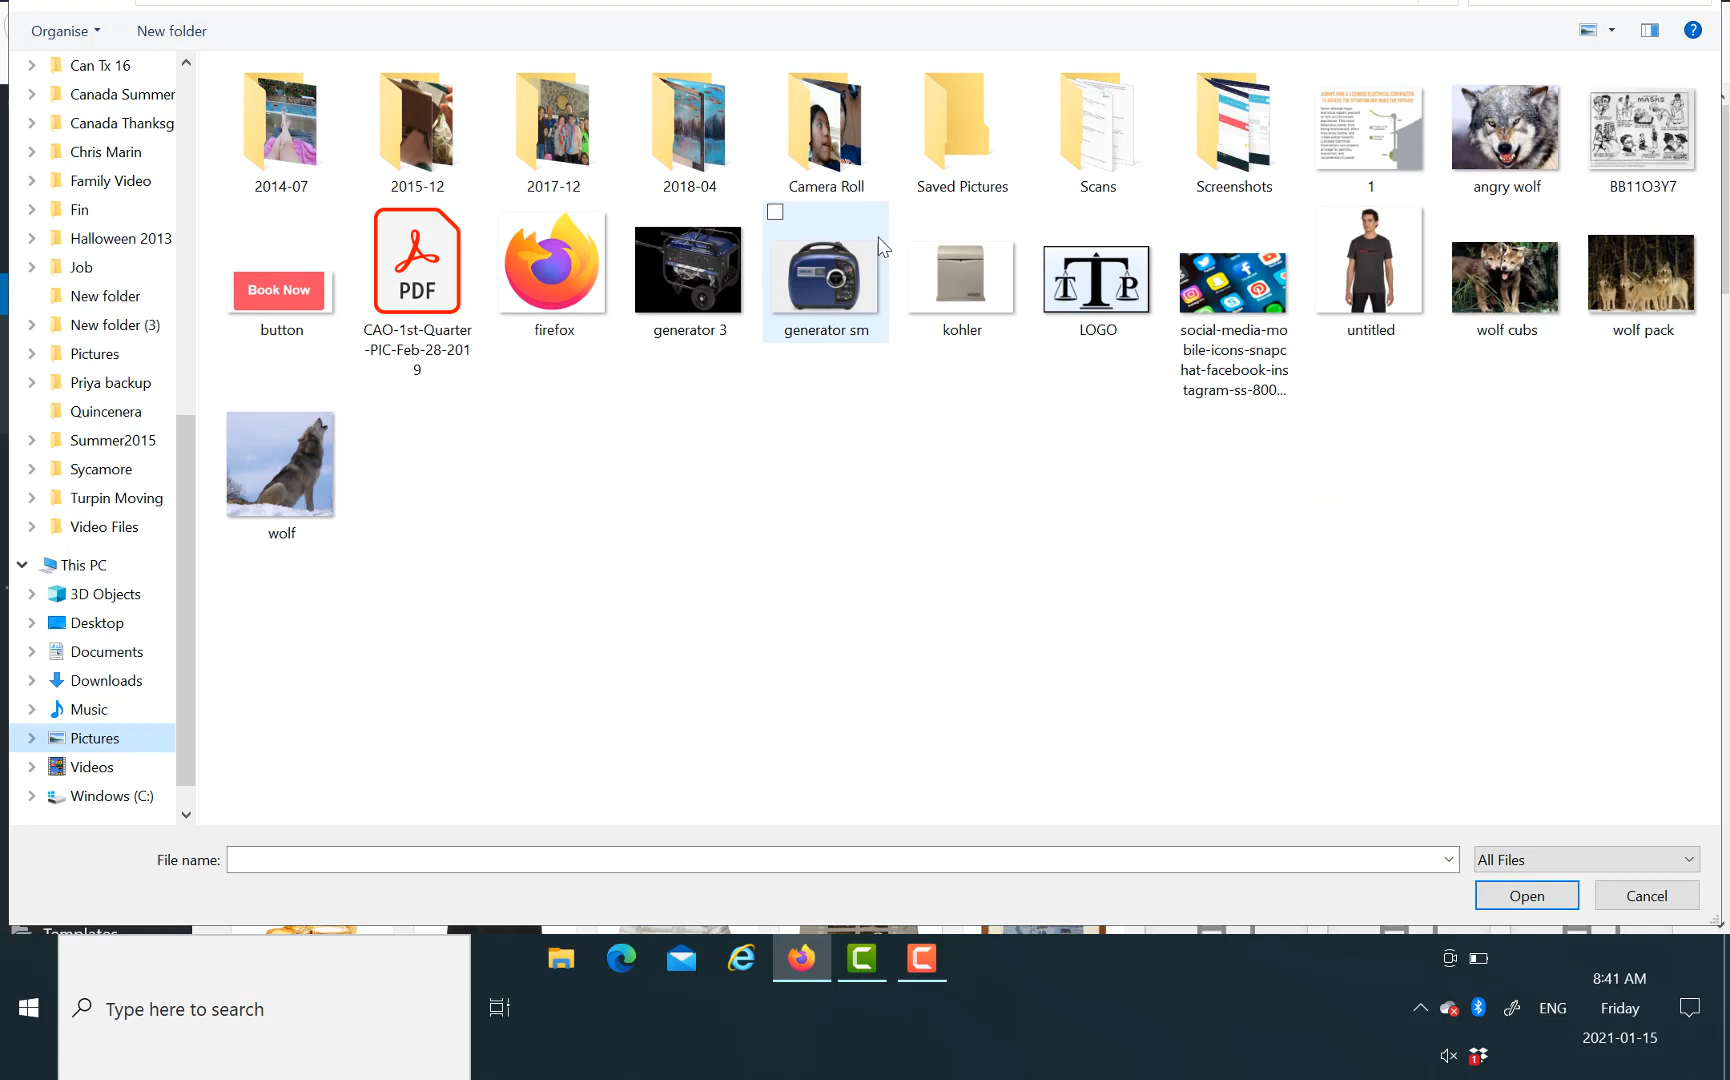 Organise
New folder
Can Tx 16
Canada Summer
Canada Thanksg
Chris Marin
Family Video
Fin
Halloween 2013
Job
New folder
New folder (3)
Pictures
Priya backup
Quincenera
Summer2015
Sycamore
Turpin Moving
Video Files
This PC
3D Objects
Desktop
Documents
Downloads
Music
Pictures
Videos
Windows (C:)
2014-07
2015-12
2017-12
2018-04
Camera Roll
Saved Pictures
Scans
Screenshots
1
angry wolf
MASKS
BB11O3Y7
Book Now
button
PDF
CAO-1st-Quarter
-PIC-Feb-28-201
9
firefox
generator 3
generator sm
kohler
TTP
LOGO
social-media-mo
bile-icons-snapc
hat-facebook-ins
tagram-ss-800...
untitled
wolf cubs
wolf pack
wolf
File name:
All Files
Open
Cancel
Templates
Type here to search
ENG
8:41 AM
Friday
2021-01-15
1